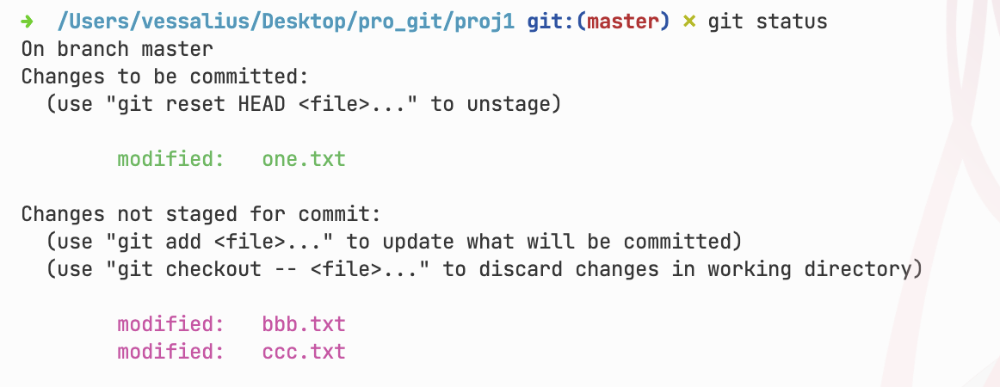 ➜  /Users/vessalius/Desktop/pro_git/proj1 git:(master) ✗ git status
On branch master
Changes to be committed:
  (use "git reset HEAD <file>..." to unstage)
        modified:   one.txt
Changes not staged for commit:
  (use "git add <file>..." to update what will be committed)
  (use "git checkout -- <file>..." to discard changes in working directory)
        modified:   bbb.txt
        modified:   ccc.txt